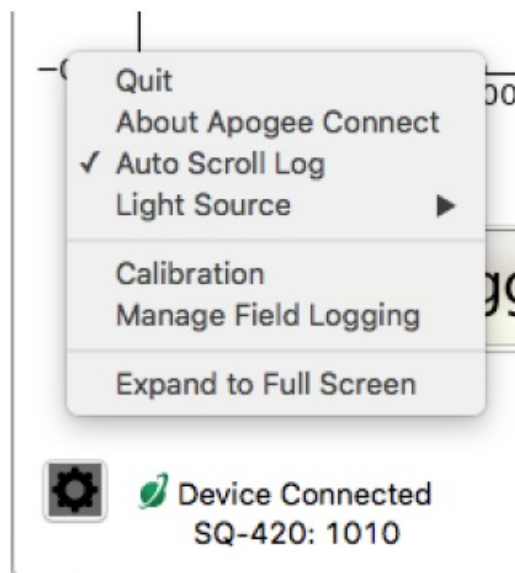 Quit
About Apogee Connect
✓ Auto Scroll Log
Light Source ▶
Calibration
Manage Field Logging
Expand to Full Screen
Device Connected
SQ-420: 1010